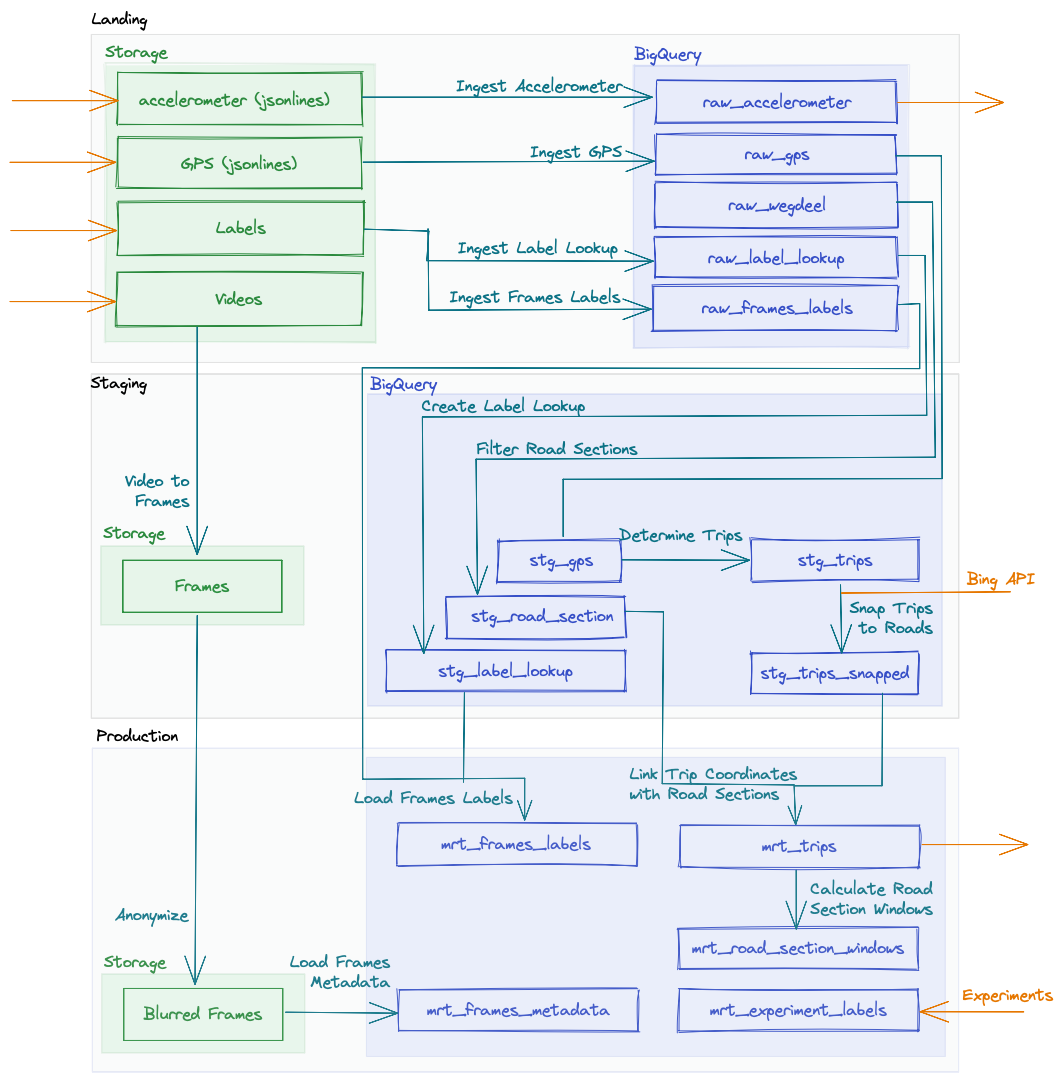 Landing
Storage
BigQuery
accelerometer (jsonlines)
Ingest Accelerometer
raw_accelerometer
GPS (jsonlines)
Ingest GPS
raw_gps
raw_wegdeel
Labels
Ingest Label Lookup
raw_label_lookup
Videos
Ingest Frames Labels
raw_frames_labels
Staging
BigQuery
Create Label Lookup
Filter Road Sections
Video to
Frames
Storage
Determine Trips
stg_gps
stg_trips
Frames
Bing API
stg_road_section
Snap Trips
to Roads
stg_label_lookup
stg_trips_snapped
Production
Link Trip Coordinates
with Road Sections
Load Frames Labels
mrt_frames_labels
mrt_trips
Calculate Road
Section Windows
Anonymize
mrt_road_section_windows
Storage
Load Frames
Metadata
Blurred Frames
mrt_frames_metadata
mrt_experiment_labels
Experiments